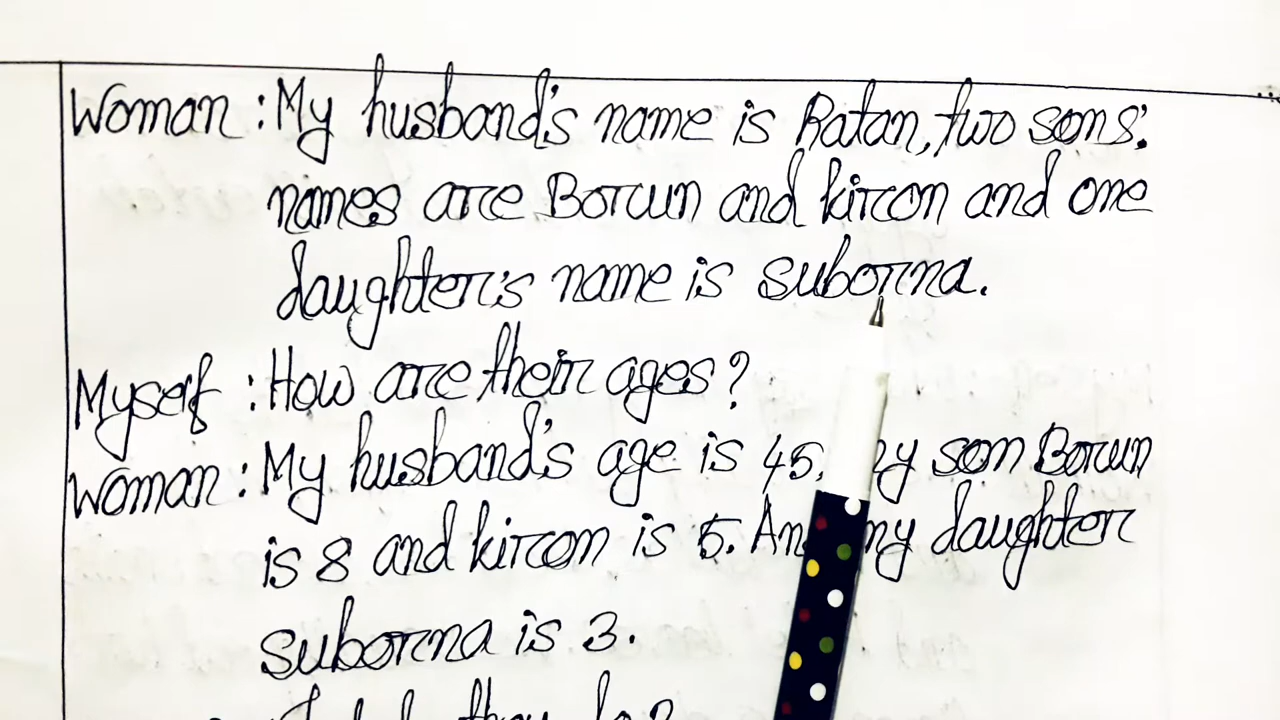 Woman : My husband's name is Ratan, two sons'
names are Borun and kiron and one
daughter's name is suborna.
Myself : How are their ages?
Woman : My husband's age is 45, my son Borun
is 8 and kiron is 5. And my daughter
suborna is 3.
they do?